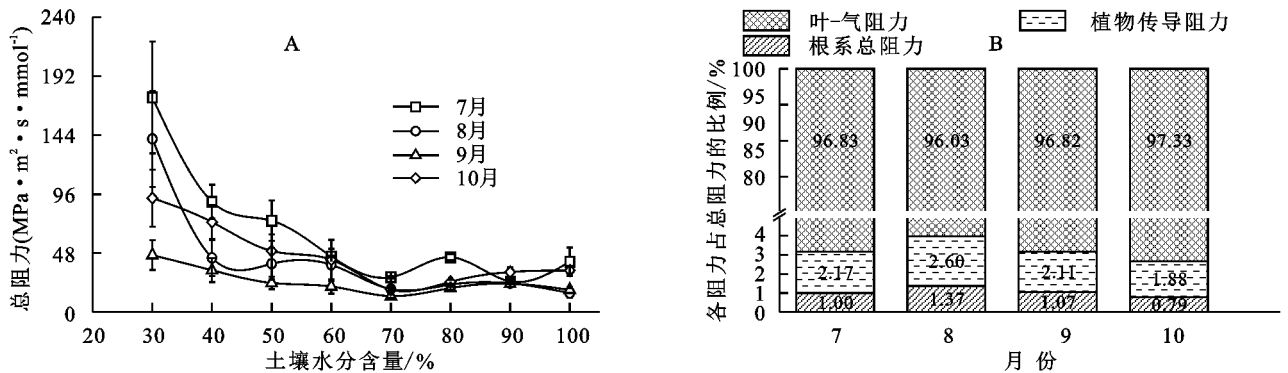 总阻力(MPa·m²·s·mmol⁻¹)
240
192
144
96
48
0
A
7月
8月
9月
10月
20 30 40 50 60 70 80 90 100
土壤水分含量/%
叶-气阻力 植物传导阻力
根系总阻力 B
各阻力占总阻力的比例/%
100
95
90
85
80
4
3
2
1
0
96.83 96.03 96.82 97.33
2.17 2.60 2.11 1.88
1.00 1.37 1.07 0.79
7 8 9 10
月 份